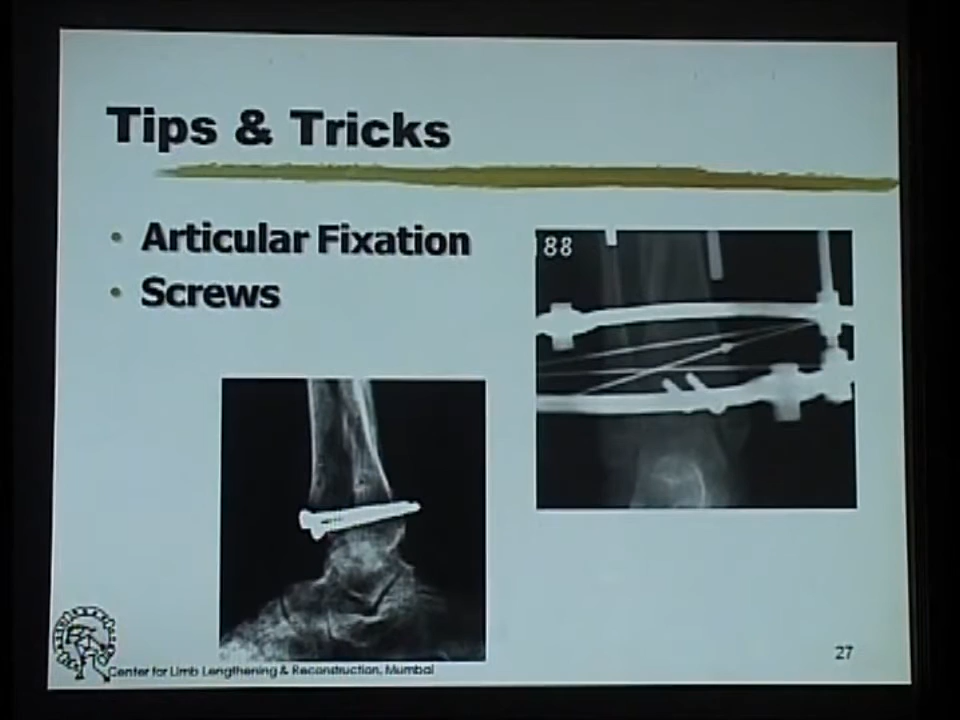 Tips & Tricks
• Articular Fixation
• Screws
88
Center for Limb Lengthening & Reconstruction, Mumbai
27